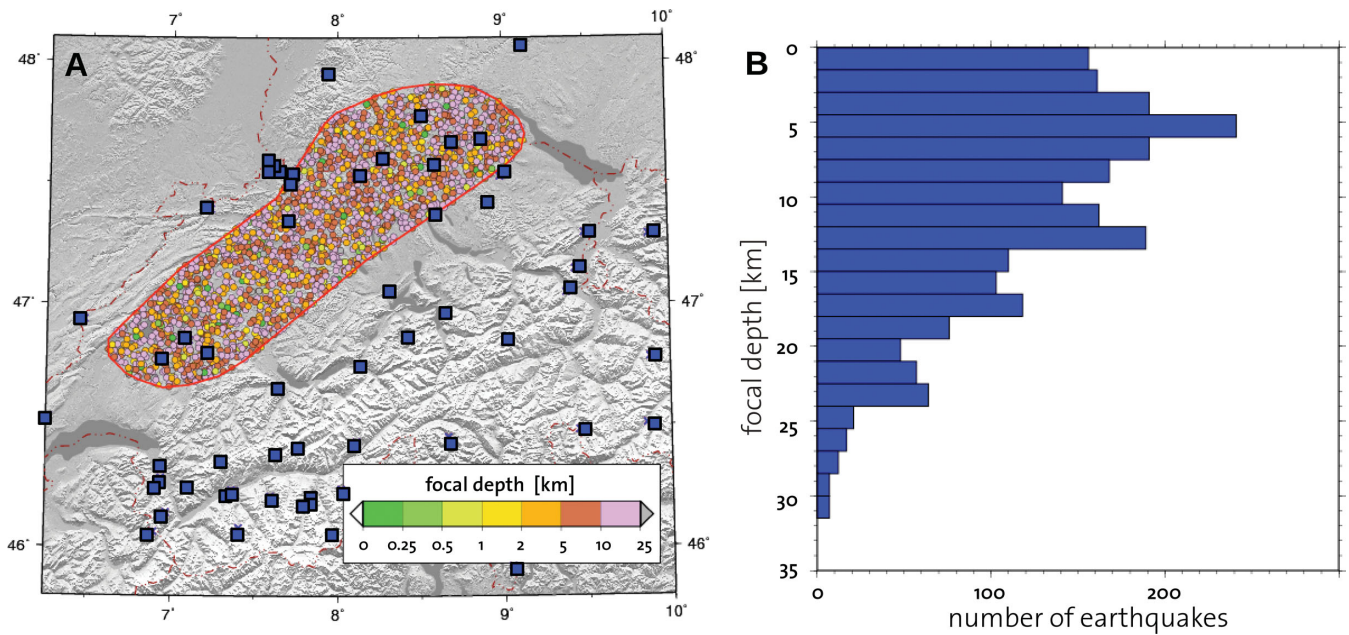 7° 8° 9° 10°
A
48° 48°
47° 47°
46° 46°
focal depth [km]
0 0.25 0.5 1 2 5 10 25
7° 8° 9° 10°
B
0
5
10
15
20
25
30
35
focal depth [km]
0 100 200
number of earthquakes